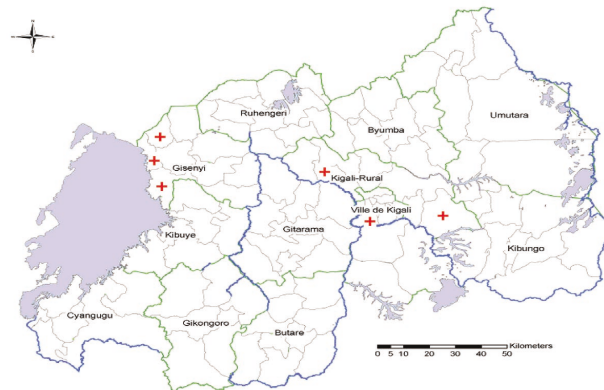 Ruhengeri
Umutara
Byumba
Gisenyi
Kigali-Rural
Ville de Kigali
Gitarama
Kibuye
Kibungo
Cyangugu
Gikongoro
Butare
Kilometers
0 5 10 20 30 40 50